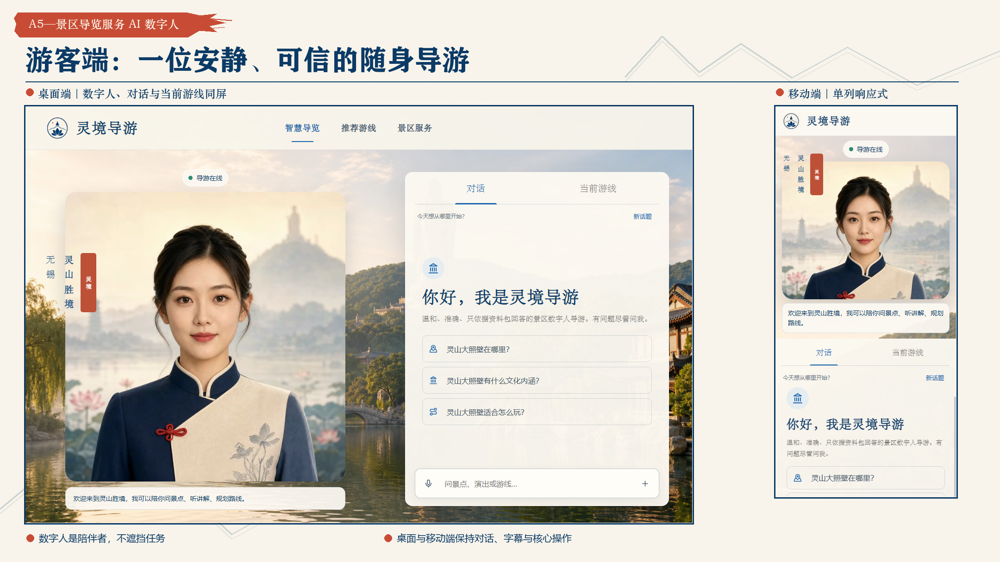 A5—景区导览服务 AI 数字人
游客端：一位安静、可信的随身导游
桌面端｜数字人、对话与当前游线同屏
灵境导游
智慧导览
推荐游线
景区服务
导游在线
无锡
灵山胜境
灵境
欢迎来到灵山胜境，我可以陪你问景点、听讲解、规划路线。
对话
当前游线
今天想从哪里开始？
新话题
你好，我是灵境导游
温和、准确、只依据资料包回答的景区数字人导游。有问题尽管问我。
灵山大照壁在哪里？
灵山大照壁有什么文化内涵？
灵山大照壁适合怎么玩？
问景点、演出或游线...
移动端｜单列响应式
灵境导游
导游在线
无锡
灵山胜境
灵境
欢迎来到灵山胜境，我可以陪你问景点、听讲解、规划
路线。
对话
当前游线
今天想从哪里开始？
新话题
你好，我是灵境导游
温和、准确、只依据资料包回答的景区数字人导游。有
问题尽管问我。
灵山大照壁在哪里？
数字人是陪伴者，不遮挡任务
桌面与移动端保持对话、字幕与核心操作